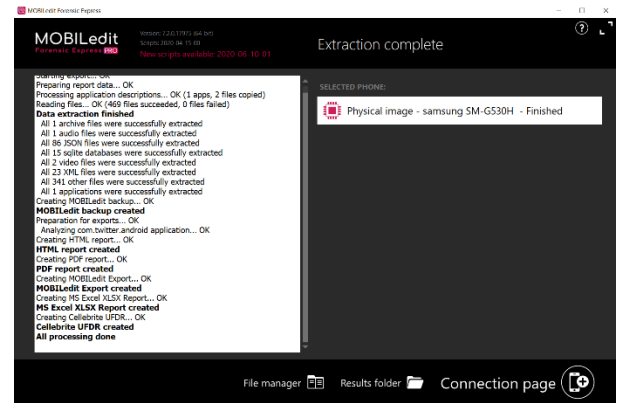 MOBILedit Forensic Express
MOBILedit
Forensic Express PRO
Version: 7.2.0.17975 (64 bit)
Scripts: 2020-04-15-00
New scripts available: 2020-06-10-01
Extraction complete
Starting export... OK
Preparing report data... OK
Processing application descriptions... OK (1 apps, 2 files copied)
Reading files... OK (469 files succeeded, 0 files failed)
Data extraction finished
All 1 archive files were successfully extracted
All 1 audio files were successfully extracted
All 86 JSON files were successfully extracted
All 15 sqlite databases were successfully extracted
All 2 video files were successfully extracted
All 23 XML files were successfully extracted
All 341 other files were successfully extracted
All 1 applications were successfully extracted
Creating MOBILedit backup... OK
MOBILedit backup created
Preparation for exports... OK
Analyzing com.twitter.android application... OK
Creating HTML report... OK
HTML report created
Creating PDF report... OK
PDF report created
Creating MOBILedit Export... OK
MOBILedit Export created
Creating MS Excel XLSX Report... OK
MS Excel XLSX Report created
Creating Cellebrite UFDR... OK
Cellebrite UFDR created
All processing done
SELECTED PHONE:
Physical image - samsung SM-G530H - Finished
File manager
Results folder
Connection page